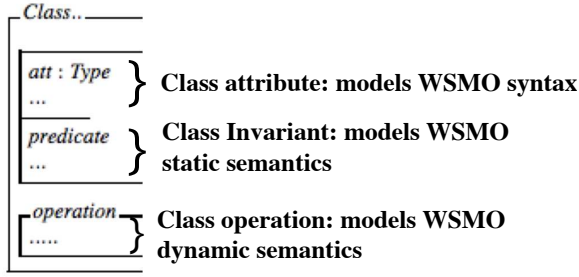 Class..
att : Type
...
Class attribute: models WSMO syntax
predicate
...
Class Invariant: models WSMO
static semantics
operation
.....
Class operation: models WSMO
dynamic semantics